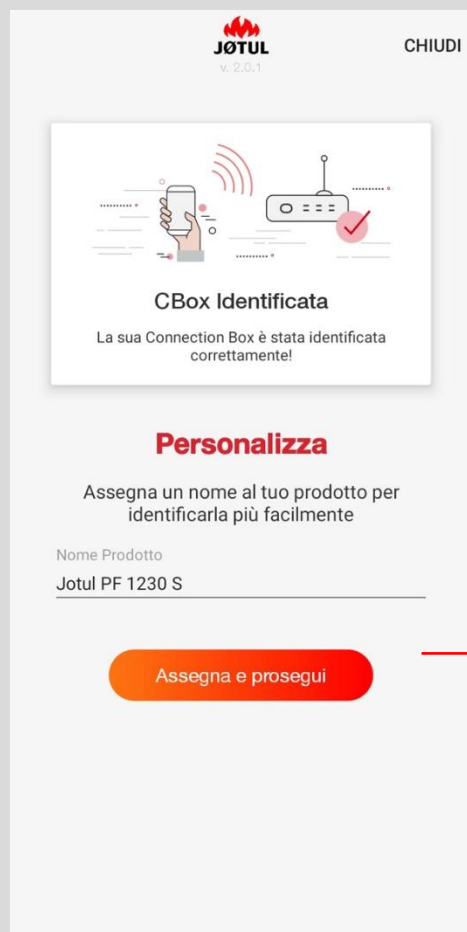 JØTUL
CHIUDI
v. 2.0.1
CBox Identificata
La sua Connection Box è stata identificata
correttamente!
Personalizza
Assegna un nome al tuo prodotto per
identificarla più facilmente
Nome Prodotto
Jotul PF 1230 S
Assegna e prosegui